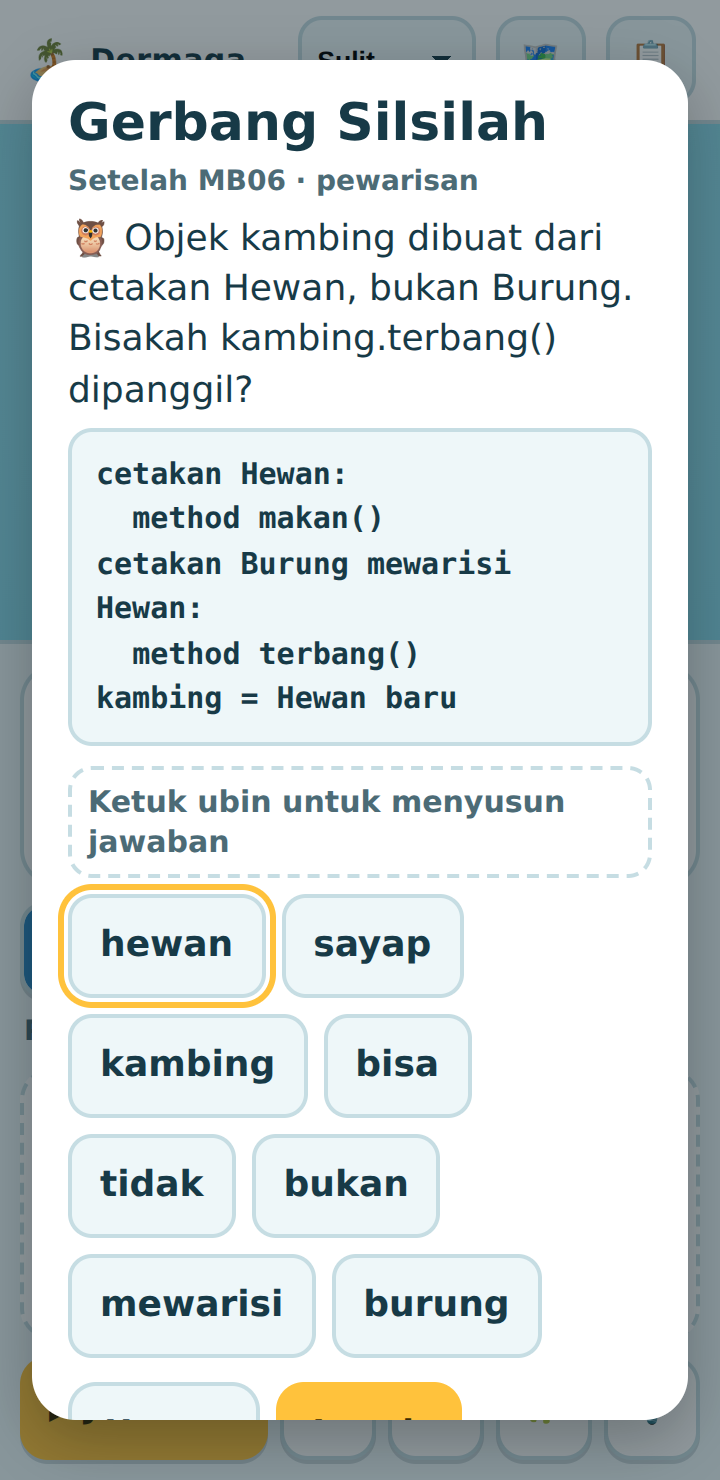 Gerbang Silsilah
Setelah MB06 · pewarisan
🦉 Objek kambing dibuat dari
cetakan Hewan, bukan Burung.
Bisakah kambing.terbang()
dipanggil?
cetakan Hewan:
  method makan()
cetakan Burung mewarisi
Hewan:
  method terbang()
kambing = Hewan baru
Ketuk ubin untuk menyusun
jawaban
hewan sayap
kambing bisa
tidak bukan
mewarisi burung